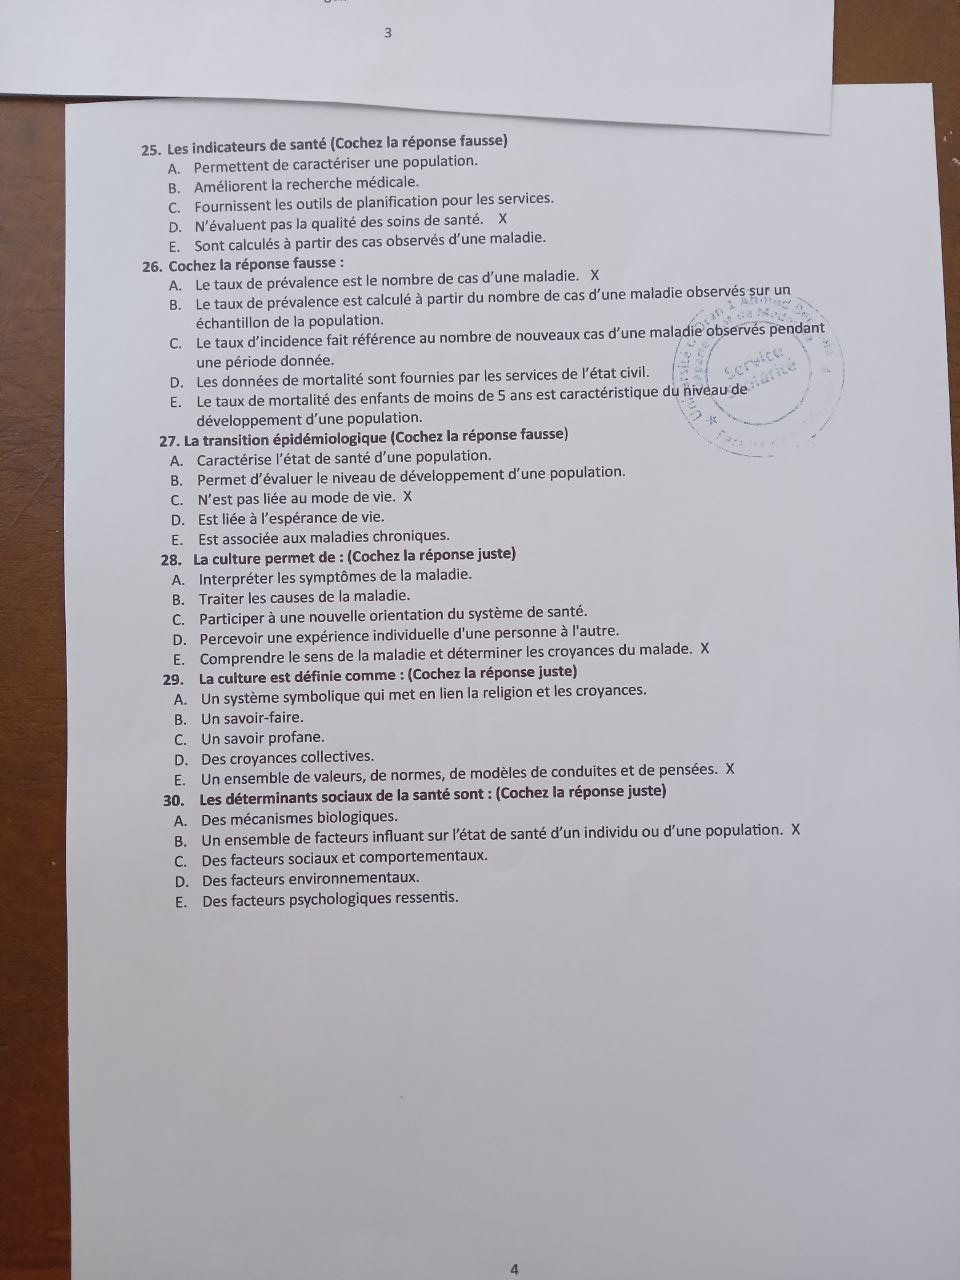 3
25. Les indicateurs de santé (Cochez la réponse fausse)
A. Permettent de caractériser une population.
B. Améliorent la recherche médicale.
C. Fournissent les outils de planification pour les services.
D. N'évaluent pas la qualité des soins de santé. X
E. Sont calculés à partir des cas observés d'une maladie.
26. Cochez la réponse fausse :
A. Le taux de prévalence est le nombre de cas d'une maladie. X
B. Le taux de prévalence est calculé à partir du nombre de cas d'une maladie observés sur un
échantillon de la population.
C. Le taux d'incidence fait référence au nombre de nouveaux cas d'une maladie observés pendant
une période donnée.
D. Les données de mortalité sont fournies par les services de l'état civil.
E. Le taux de mortalité des enfants de moins de 5 ans est caractéristique du niveau de
développement d'une population.
Service
27. La transition épidémiologique (Cochez la réponse fausse)
A. Caractérise l'état de santé d'une population.
B. Permet d'évaluer le niveau de développement d'une population.
C. N'est pas liée au mode de vie. X
D. Est liée à l'espérance de vie.
E. Est associée aux maladies chroniques.
28. La culture permet de : (Cochez la réponse juste)
A. Interpréter les symptômes de la maladie.
B. Traiter les causes de la maladie.
C. Participer à une nouvelle orientation du système de santé.
D. Percevoir une expérience individuelle d'une personne à l'autre.
E. Comprendre le sens de la maladie et déterminer les croyances du malade. X
29. La culture est définie comme : (Cochez la réponse juste)
A. Un système symbolique qui met en lien la religion et les croyances.
B. Un savoir-faire.
C. Un savoir profane.
D. Des croyances collectives.
E. Un ensemble de valeurs, de normes, de modèles de conduites et de pensées. X
30. Les déterminants sociaux de la santé sont : (Cochez la réponse juste)
A. Des mécanismes biologiques.
B. Un ensemble de facteurs influant sur l'état de santé d'un individu ou d'une population. X
C. Des facteurs sociaux et comportementaux.
D. Des facteurs environnementaux.
E. Des facteurs psychologiques ressentis.
4